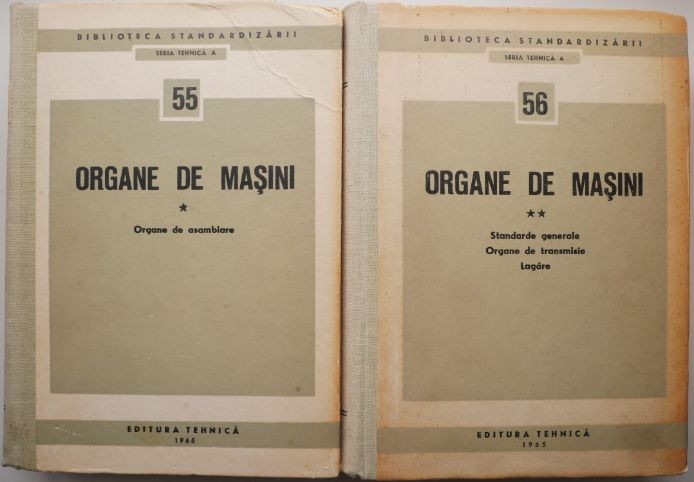 BIBLIOTECA STANDARDIZĂRII
SERIA TEHNICĂ A
55
ORGANE DE MAŞINI
★
Organe de asamblare
EDITURA TEHNICĂ
1965
BIBLIOTECA STANDARDIZĂRII
SERIA TEHNICĂ A
56
ORGANE DE MAŞINI
★★
Standarde generale
Organe de transmisie
Lagăre
EDITURA TEHNICĂ
1965